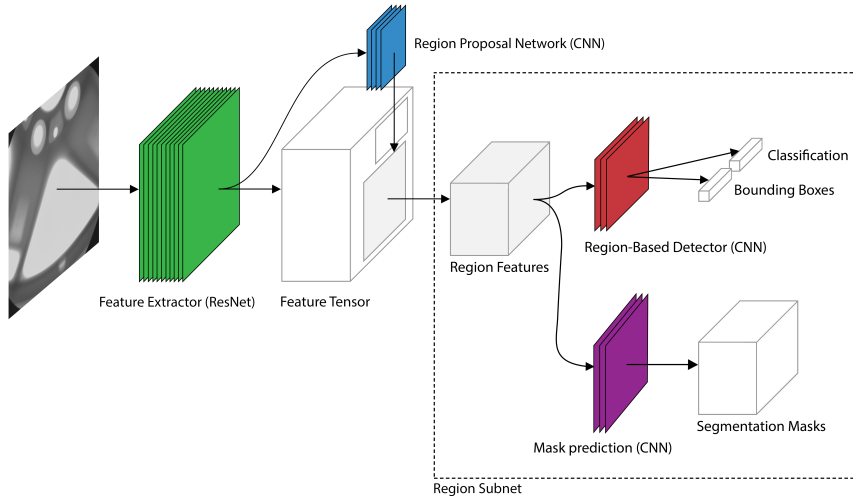 Region Proposal Network (CNN)
Classification
Bounding Boxes
Region-Based Detector (CNN)
Region Features
Feature Extractor (ResNet)
Feature Tensor
Segmentation Masks
Mask prediction (CNN)
Region Subnet